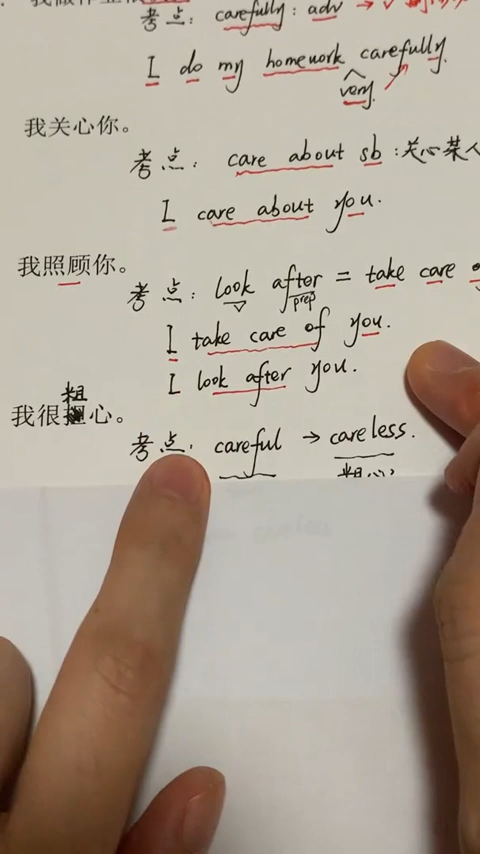 考点: carefully: adv →
I do my homework carefully.
very
我关心你。
考点: care about sb: 关心某人
I care about you.
我照顾你。
考点: look after = take care
v prep
I take care of you.
I look after you.
粗
我很心。
考点: careful → careless.
粗心